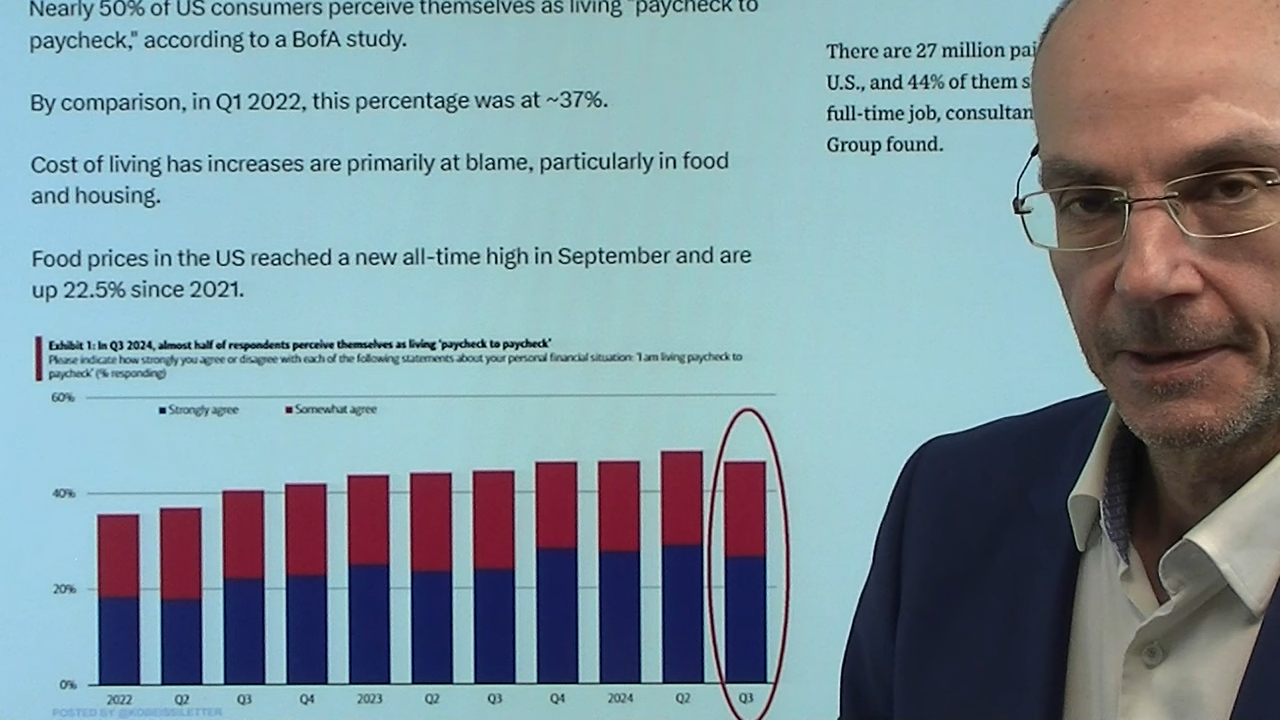 Nearly 50% of US consumers perceive themselves as living "paycheck to
paycheck," according to a BofA study.
By comparison, in Q1 2022, this percentage was at ~37%.
Cost of living has increases are primarily at blame, particularly in food
and housing.
Food prices in the US reached a new all-time high in September and are
up 22.5% since 2021.
Exhibit 1: In Q3 2024, almost half of respondents perceive themselves as living 'paycheck to paycheck'
Please indicate how strongly you agree or disagree with each of the following statements about your personal financial situation: 'I am living paycheck to
paycheck' (% responding)
60%
Strongly agree Somewhat agree
40%
20%
0%
2022 Q2 Q3 Q4 2023 Q2 Q3 Q4 2024 Q2 Q3
POSTED BY @KOBEISSILETTER
There are 27 million pai
U.S., and 44% of them s
full-time job, consultan
Group found.